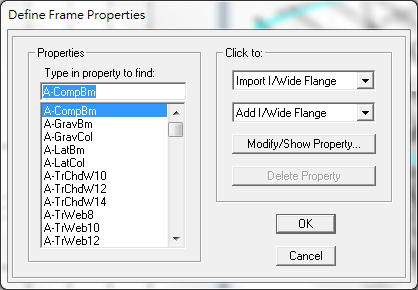 Define Frame Properties
Properties
Type in property to find:
A-CompBm
A-CompBm
A-GravBm
A-GravCol
A-LatBm
A-LatCol
A-TrChdW10
A-TrChdW12
A-TrChdW14
A-TrWeb8
A-TrWeb10
A-TrWeb12
Click to:
Import I/Wide Flange
Add I/Wide Flange
Modify/Show Property...
Delete Property
OK
Cancel